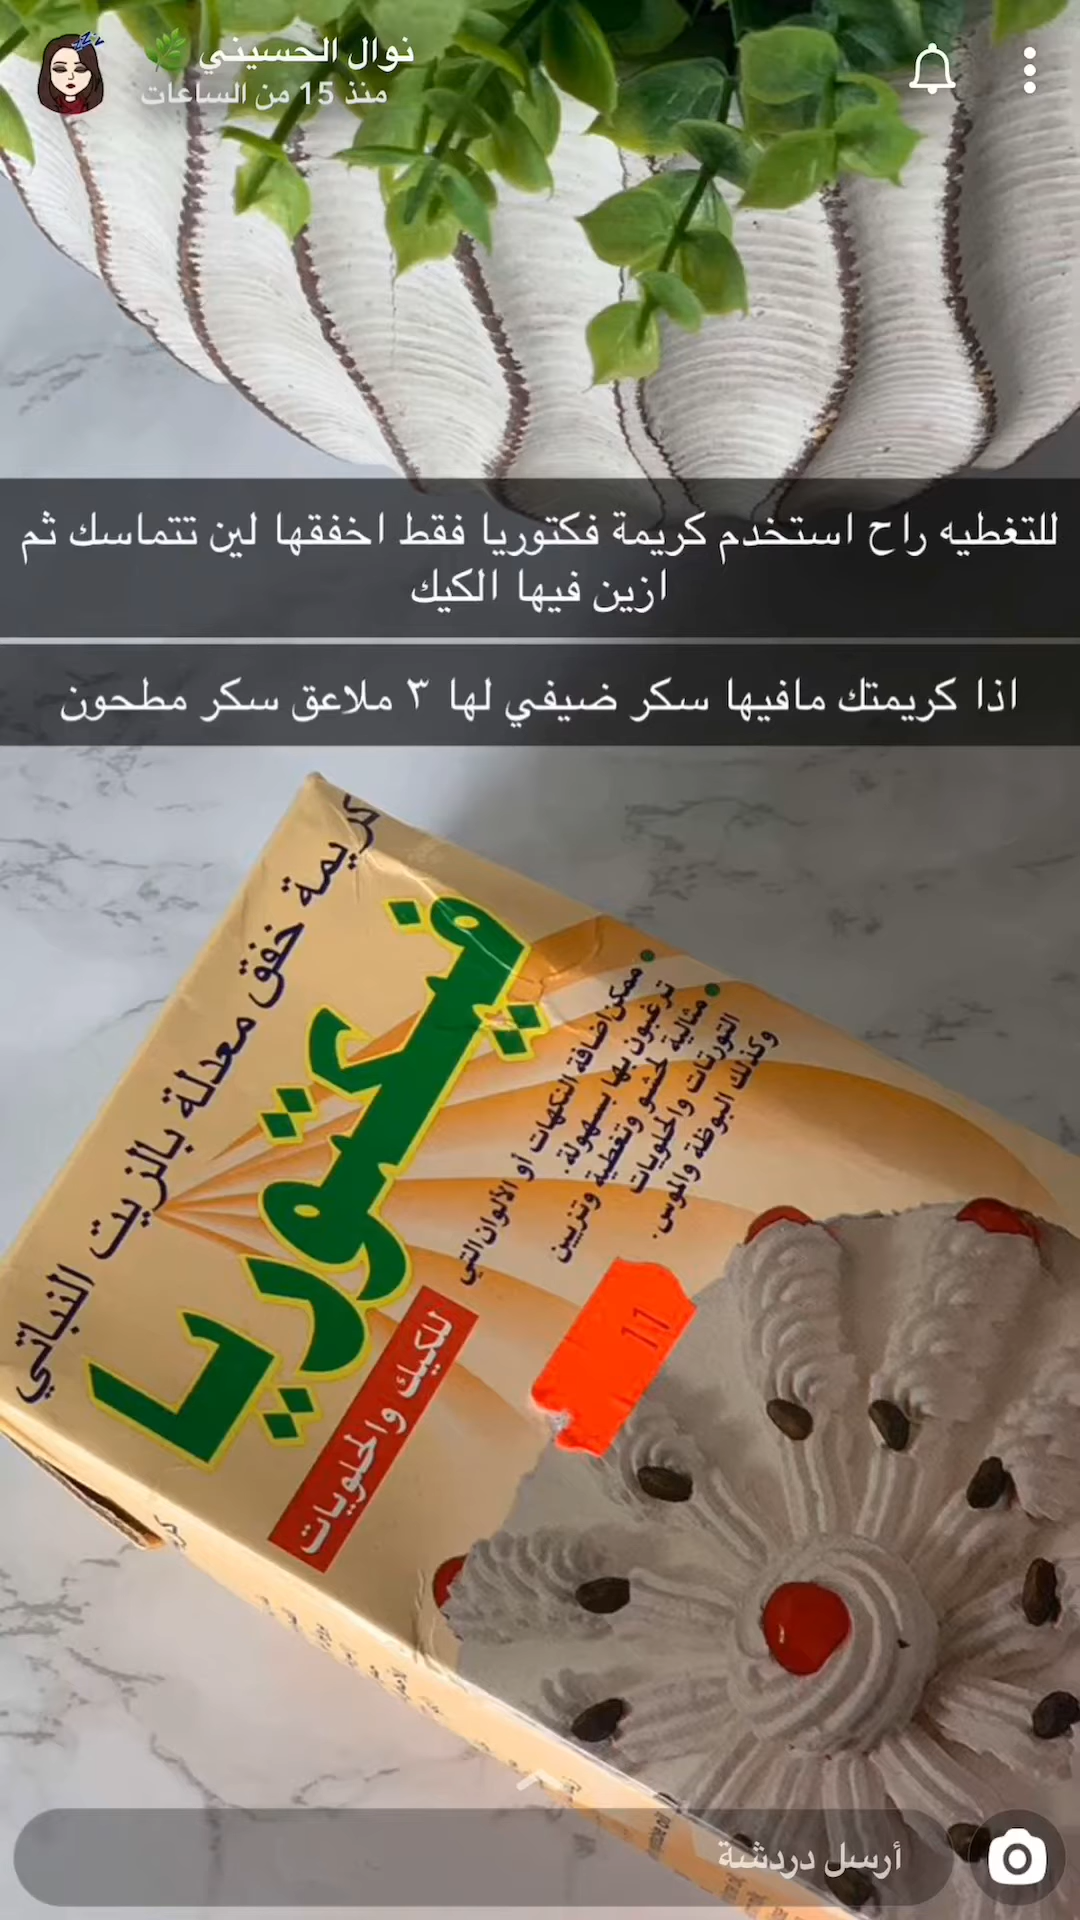 نوال الحسيني
منذ 15 من الساعات
للتغطيه راح استخدم كريمة فكتوريا فقط اخفقها لين تتماسك ثم
ازين فيها الكيك
اذا كريمتك مافيها سكر ضيفي لها ٣ ملاعق سكر مطحون
كريمة خفق معدلة بالزيت النباتي
فيكتوريا
للكيك والحلويات
ممكن اضافة النكهات أو الألوان التي
ترغبون بها بسهولة.
مثالية لحشو وتغطية وتزيين
التورتات والحلويات
وكذلك البوظة والموس.
11
أرسل دردشة